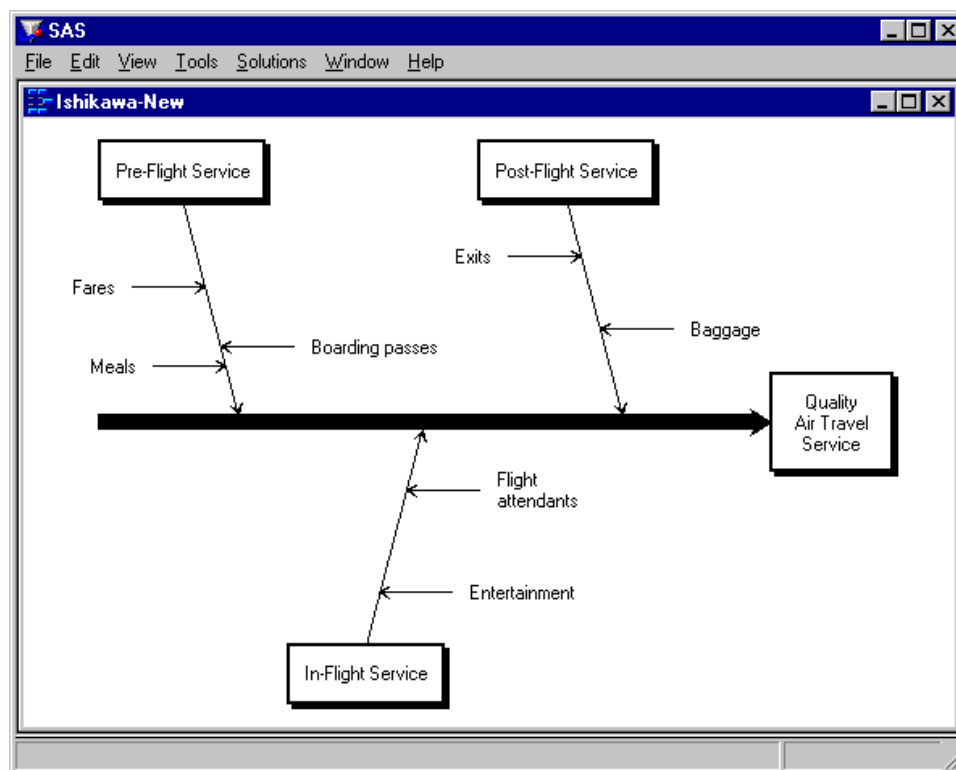 SAS
File Edit View Tools Solutions Window Help
Ishikawa-New
Pre-Flight Service
Post-Flight Service
Exits
Fares
Baggage
Boarding passes
Meals
Quality
Air Travel
Service
Flight
attendants
Entertainment
In-Flight Service